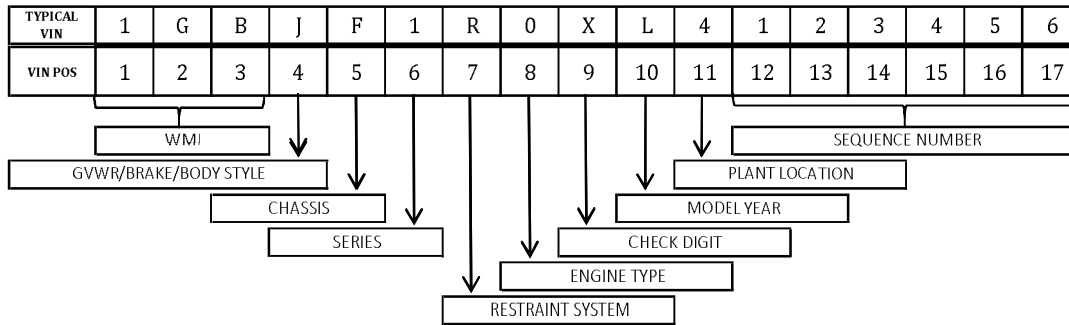 TYPICAL VIN 1 G B J F 1 R 0 X L 4 1 2 3 4 5 6
VIN POS 1 2 3 4 5 6 7 8 9 10 11 12 13 14 15 16 17
WMI SEQUENCE NUMBER
GVWR/BRAKE/BODY STYLE PLANT LOCATION
CHASSIS MODEL YEAR
SERIES CHECK DIGIT
ENGINE TYPE
RESTRAINT SYSTEM